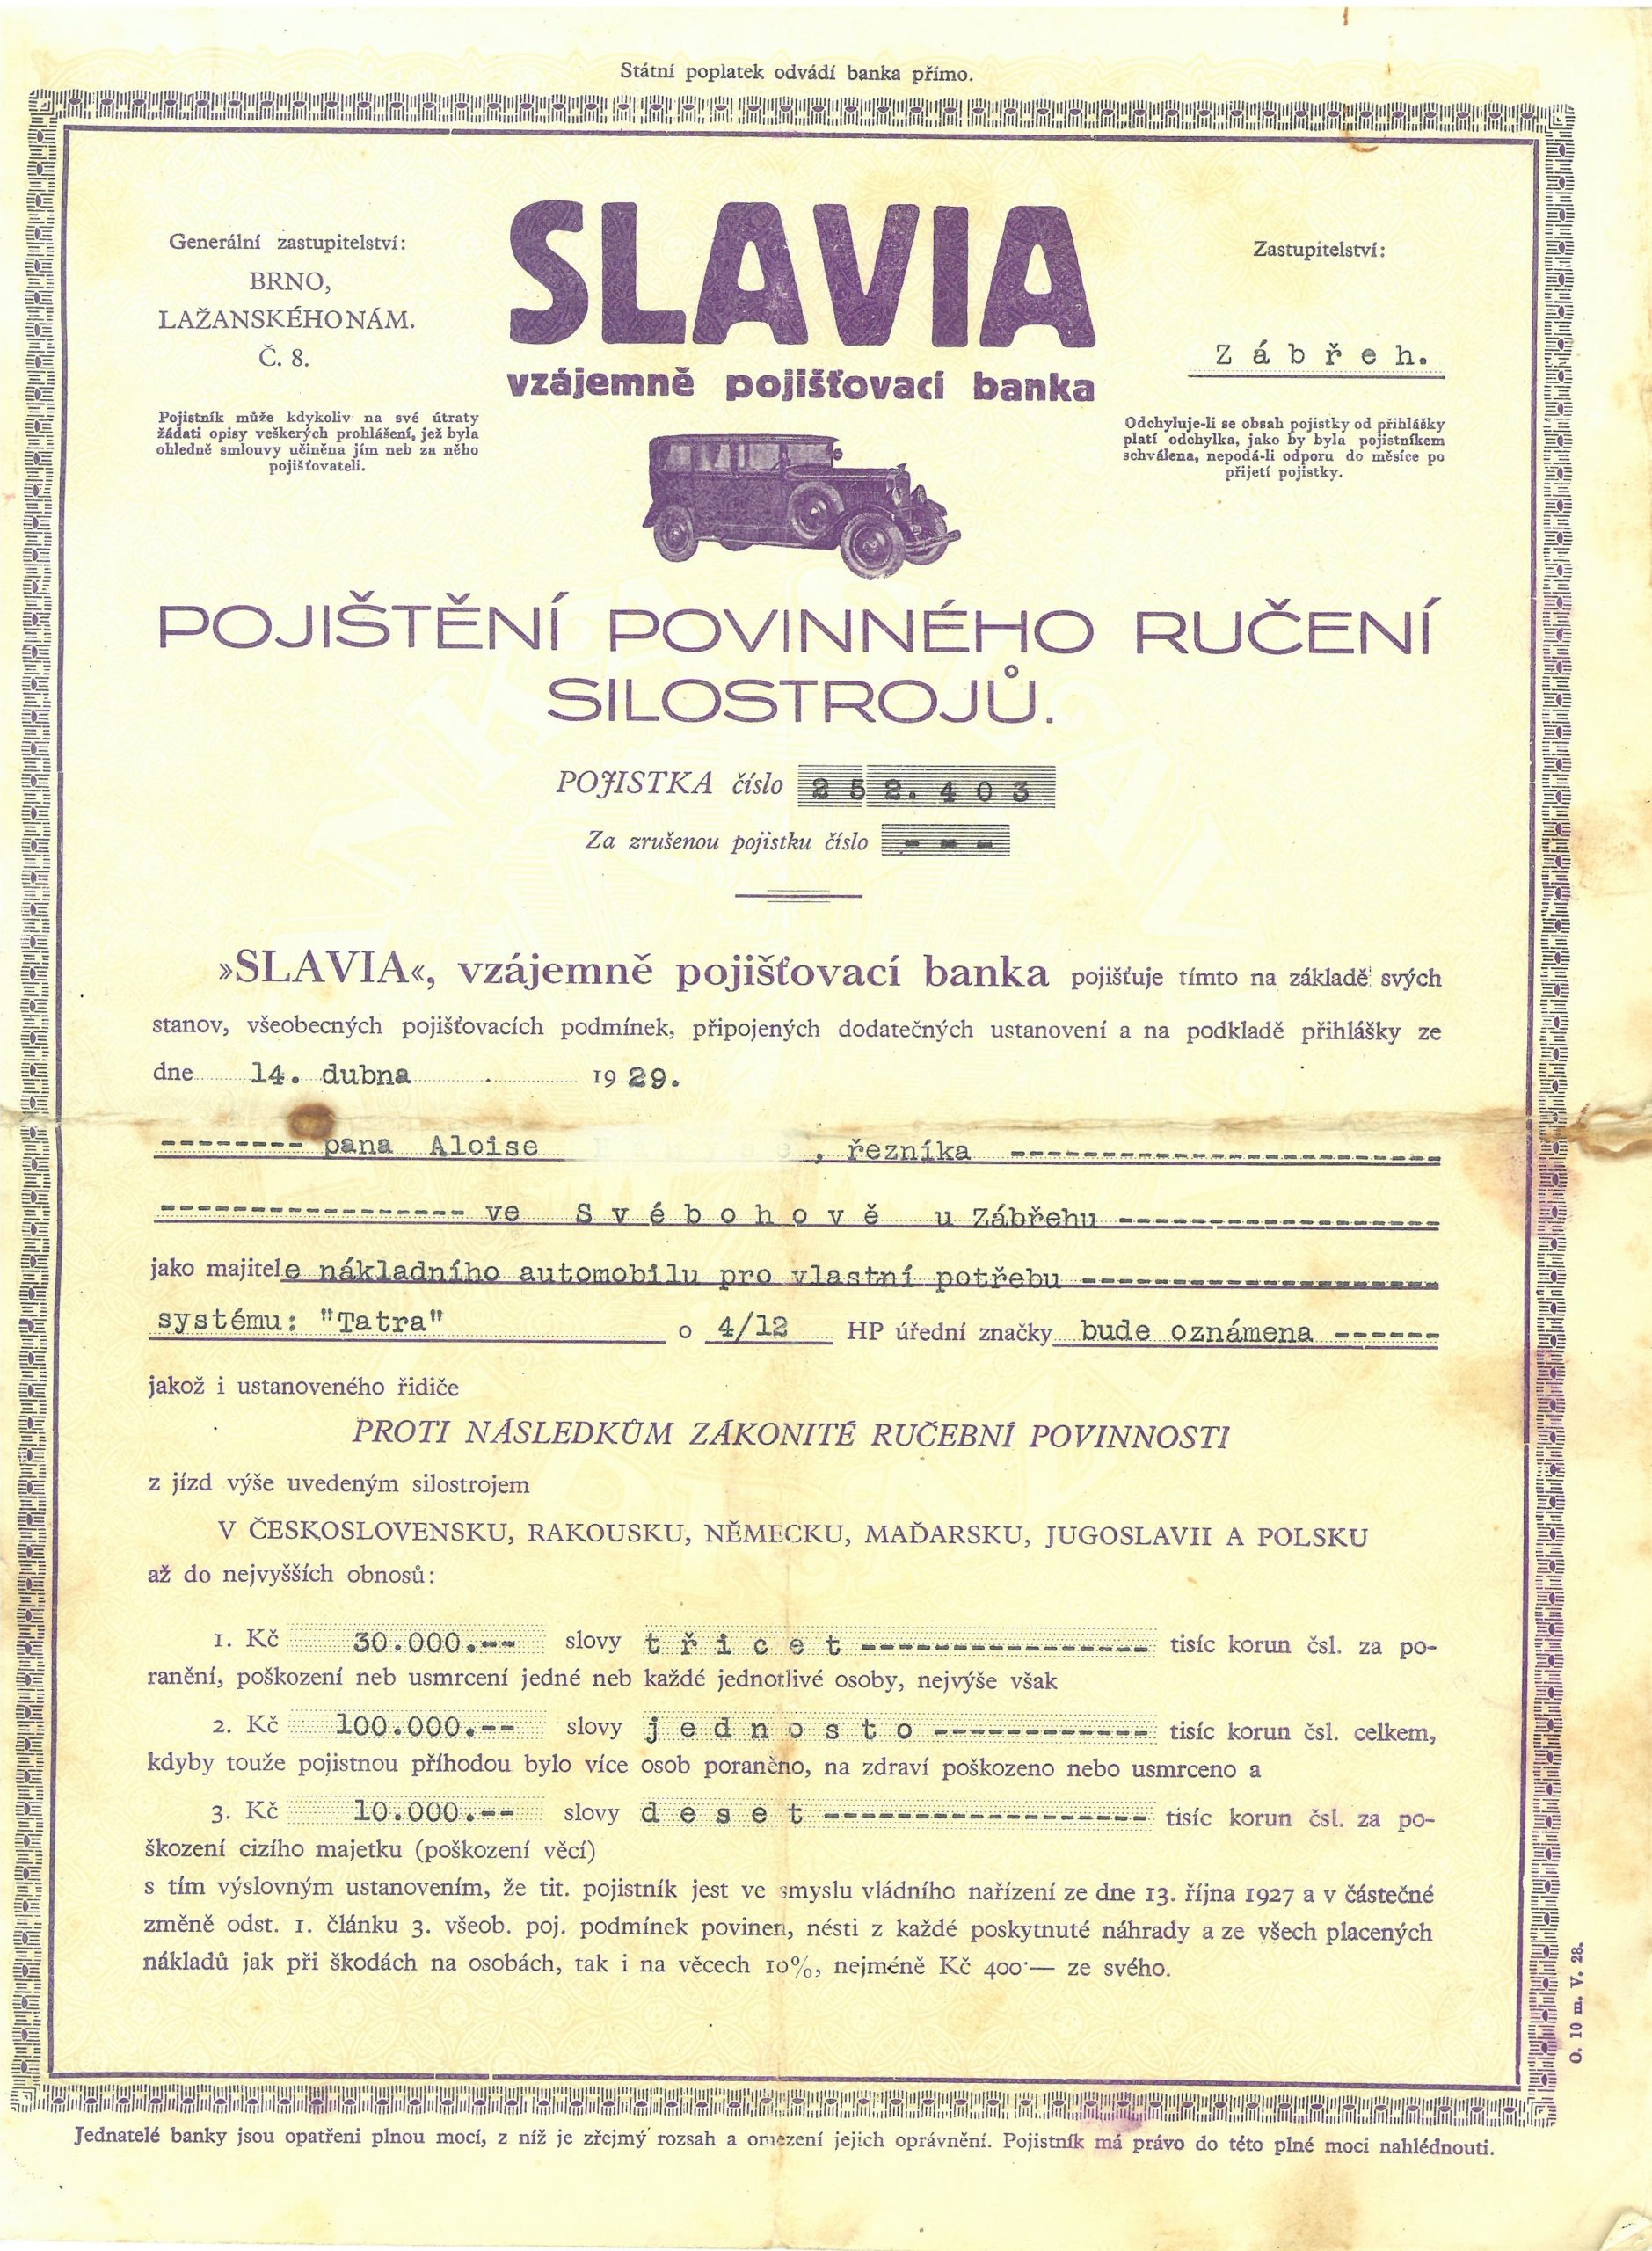 Státní poplatek odvádí banka přímo.
Generální zastupitelství:
BRNO,
LAŽANSKÉHO NÁM.
Č. 8.
Pojistník může kdykoliv na své útraty
žádati opisy veškerých prohlášení, jež byla
ohledně smlouvy učiněna jím neb za něho
pojišťovateli.
SLAVIA
vzájemně pojišťovací banka
Zastupitelství:
Zábřeh.
Odchyluje-li se obsah pojistky od přihlášky
platí odchylka, jako by byla pojistníkem
schválena, nepodá-li odporu do měsíce po
přijetí pojistky.
POJIŠTĚNÍ POVINNÉHO RUČENÍ
SILOSTROJŮ.
POJISTKA číslo 252.403
Za zrušenou pojistku číslo ---
»SLAVIA«, vzájemně pojišťovací banka pojišťuje tímto na základě svých
stanov, všeobecných pojišťovacích podmínek, připojených dodatečných ustanovení a na podkladě přihlášky ze
dne 14. dubna 1929.
-------- pana Aloise , řezníka ------------------------
----------------- ve Svébohově u Zábřehu ------------------
jako majitele nákladního automobilu pro vlastní potřebu --------------------
systému: "Tatra" o 4/12 HP úřední značky bude oznámena ------
jakož i ustanoveného řidiče
PROTI NÁSLEDKŮM ZÁKONITÉ RUČEBNÍ POVINNOSTI
z jízd výše uvedeným silostrojem
V ČESKOSLOVENSKU, RAKOUSKU, NĚMECKU, MAĎARSKU, JUGOSLAVII A POLSKU
až do nejvyšších obnosů:
1. Kč 30.000.-- slovy třicet ---------------- tisíc korun čsl. za po-
ranění, poškození neb usmrcení jedné neb každé jednotlivé osoby, nejvýše však
2. Kč 100.000.-- slovy jednosto ------------ tisíc korun čsl. celkem,
kdyby touže pojistnou příhodou bylo více osob poraněno, na zdraví poškozeno nebo usmrceno a
3. Kč 10.000.-- slovy deset ------------------ tisíc korun čsl. za po-
škození cizího majetku (poškození věcí)
s tím výslovným ustanovením, že tit. pojistník jest ve smyslu vládního nařízení ze dne 13. října 1927 a v částečné
změně odst. 1. článku 3. všeob. poj. podmínek povinen, nésti z každé poskytnuté náhrady a ze všech placených
nákladů jak při škodách na osobách, tak i na věcech 10%, nejméně Kč 400·— ze svého.
O. 10 m. V. 28.
Jednatelé banky jsou opatřeni plnou mocí, z níž je zřejmý rozsah a omezení jejich oprávnění. Pojistník má právo do této plné moci nahlédnouti.